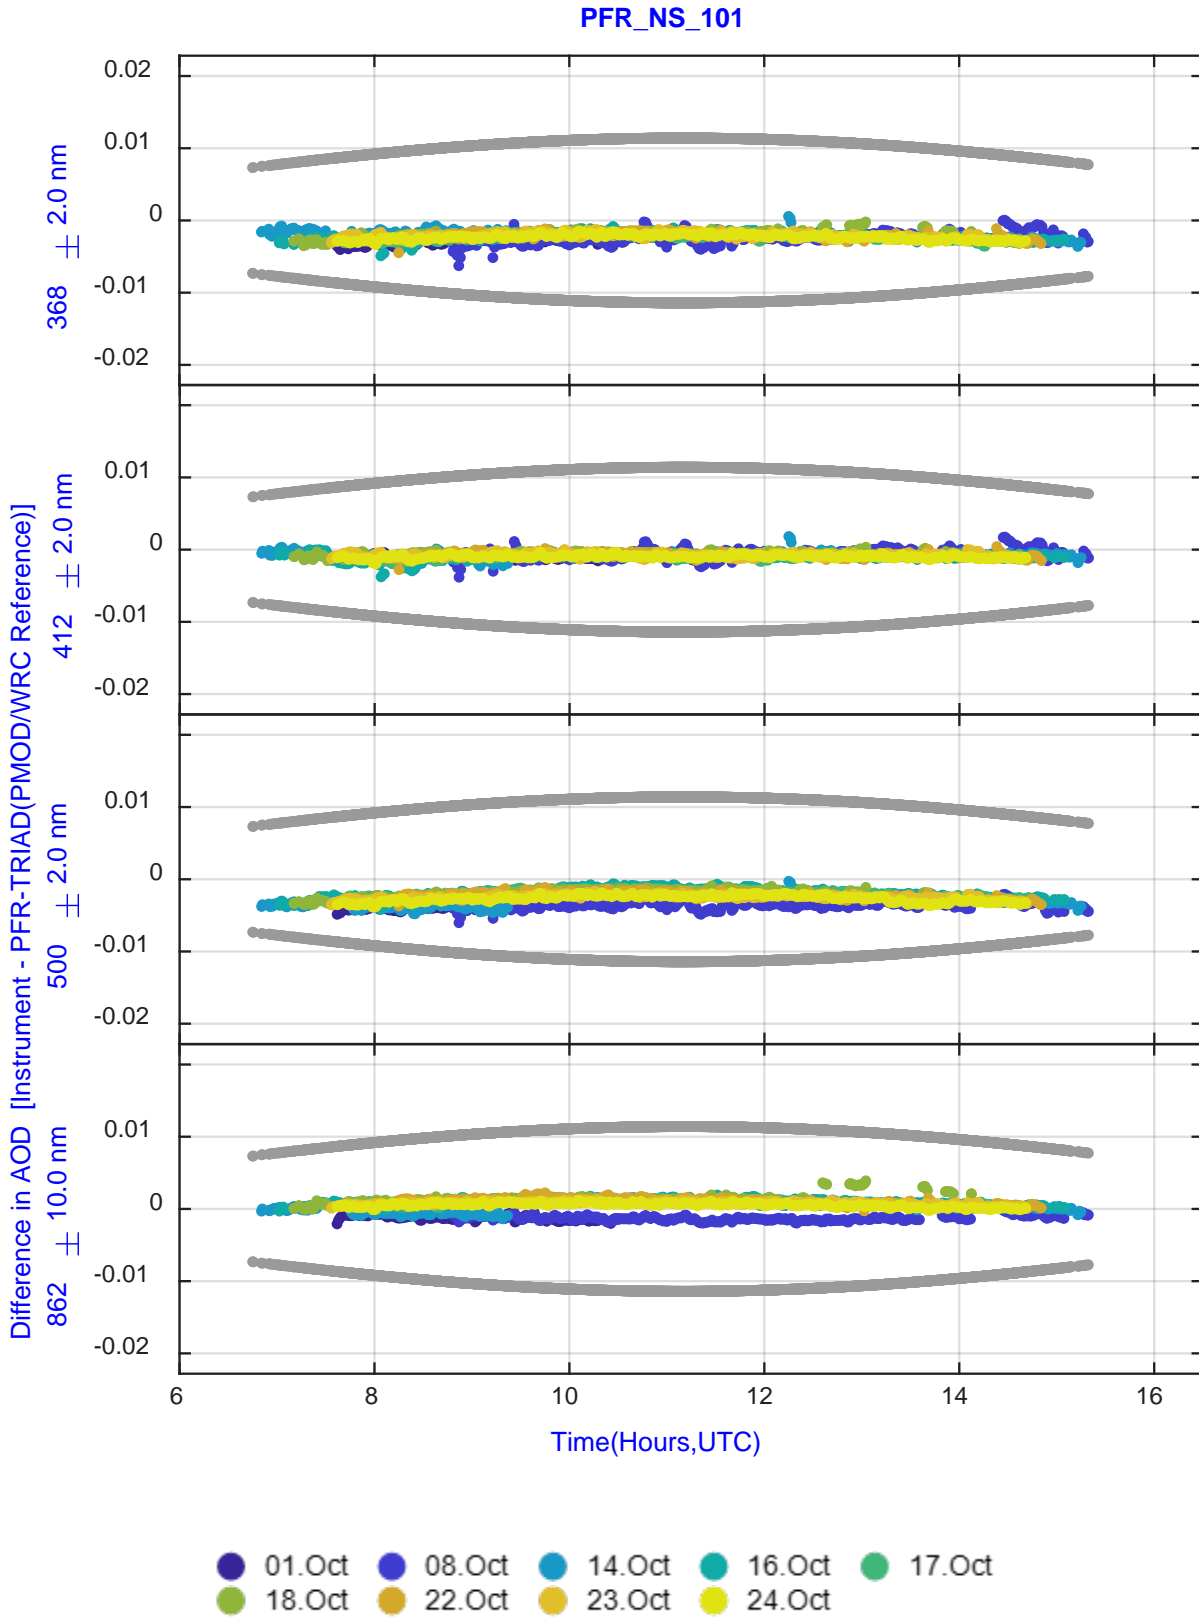 PFR_NS_101
0.02
0.01
0
-0.01
-0.02
368 ± 2.0 nm
0.01
0
-0.01
-0.02
412 ± 2.0 nm
0.01
0
-0.01
-0.02
500 ± 2.0 nm
0.01
0
-0.01
-0.02
862 ± 10.0 nm
Difference in AOD [Instrument - PFR-TRIAD(PMOD/WRC Reference)]
6 8 10 12 14 16
Time(Hours,UTC)
01.Oct 08.Oct 14.Oct 16.Oct 17.Oct
18.Oct 22.Oct 23.Oct 24.Oct